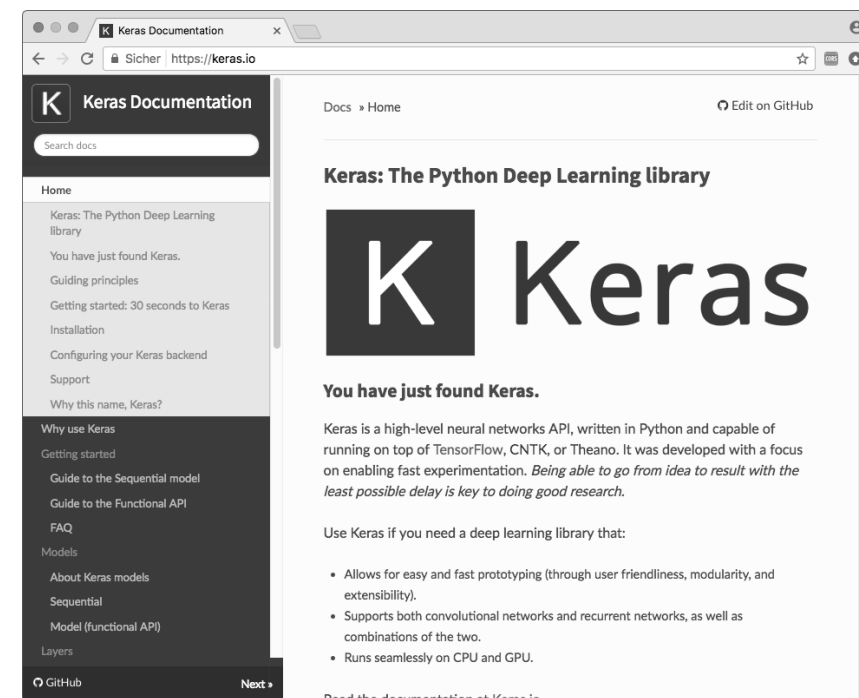 K Keras Documentation ×
Sicher https://keras.io
CORS
K Keras Documentation
Search docs
Home
Keras: The Python Deep Learning
library
You have just found Keras.
Guiding principles
Getting started: 30 seconds to Keras
Installation
Configuring your Keras backend
Support
Why this name, Keras?
Why use Keras
Getting started
Guide to the Sequential model
Guide to the Functional API
FAQ
Models
About Keras models
Sequential
Model (functional API)
Layers
GitHub Next »
Docs » Home Edit on GitHub
Keras: The Python Deep Learning library
K Keras
You have just found Keras.
Keras is a high-level neural networks API, written in Python and capable of
running on top of TensorFlow, CNTK, or Theano. It was developed with a focus
on enabling fast experimentation. Being able to go from idea to result with the
least possible delay is key to doing good research.
Use Keras if you need a deep learning library that:
• Allows for easy and fast prototyping (through user friendliness, modularity, and
extensibility).
• Supports both convolutional networks and recurrent networks, as well as
combinations of the two.
• Runs seamlessly on CPU and GPU.
Read the documentation at Keras.io